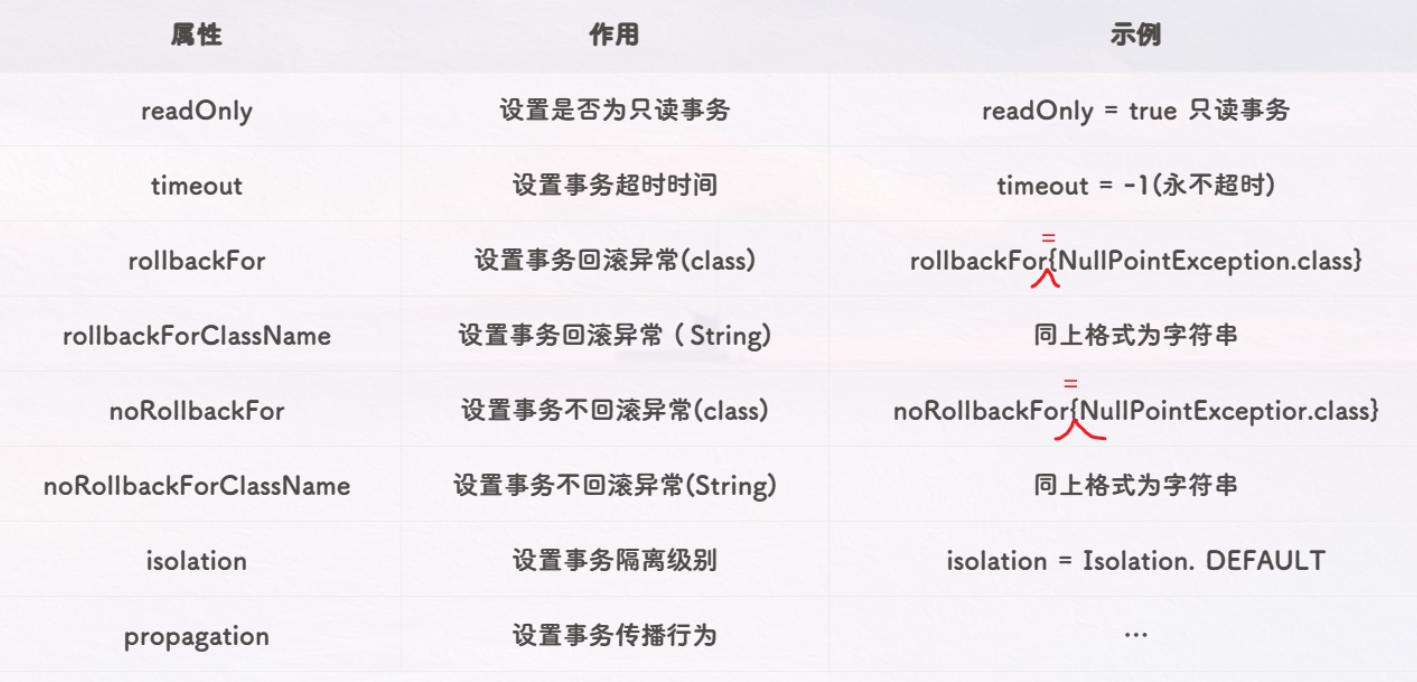 属性 作用 示例
readOnly 设置是否为只读事务 readOnly = true 只读事务
timeout 设置事务超时时间 timeout = -1(永不超时)
=
rollbackFor 设置事务回滚异常(class) rollbackFor{NullPointException.class}
rollbackForClassName 设置事务回滚异常（String) 同上格式为字符串
=
noRollbackFor 设置事务不回滚异常(class) noRollbackFor{NullPointExceptior.class}
noRollbackForClassName 设置事务不回滚异常(String) 同上格式为字符串
isolation 设置事务隔离级别 isolation = Isolation. DEFAULT
propagation 设置事务传播行为 …